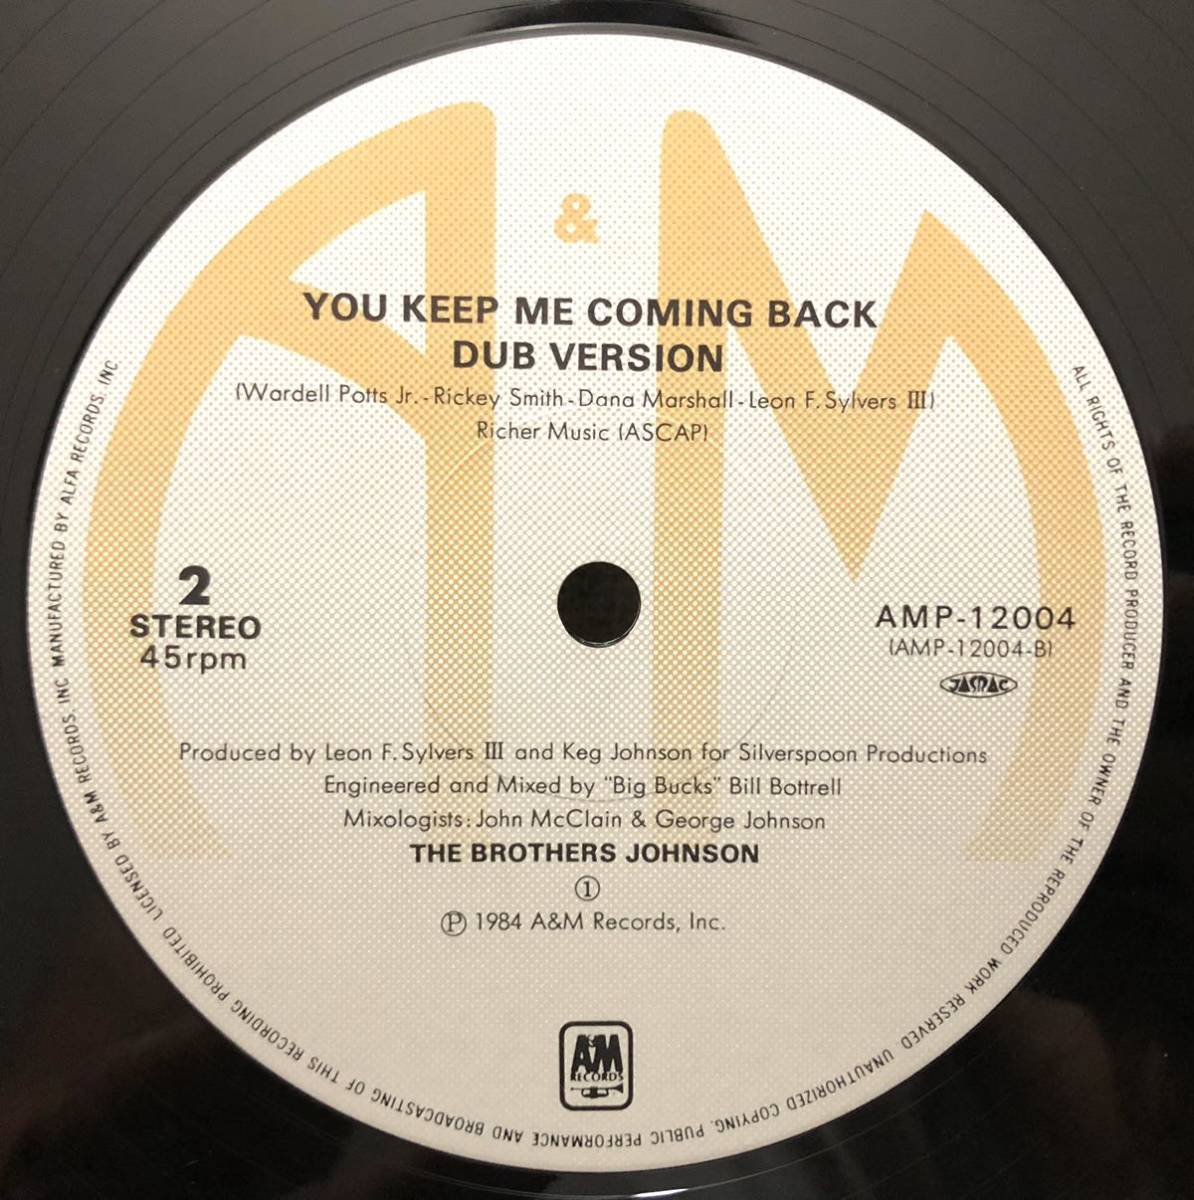 A & M
YOU KEEP ME COMING BACK
DUB VERSION
(Wardell Potts Jr.-Rickey Smith-Dana Marshall-Leon F. Sylvers III)
Richer Music (ASCAP)
2
STEREO
45rpm
AMP-12004
(AMP-12004-B)
JASRAC
Produced by Leon F. Sylvers III and Keg Johnson for Silverspoon Productions
Engineered and Mixed by "Big Bucks" Bill Bottrell
Mixologists: John McClain & George Johnson
THE BROTHERS JOHNSON
①
℗ 1984 A&M Records, Inc.
A&M
RECORDS
ALL RIGHTS OF THE RECORD PRODUCER AND THE OWNER OF THE REPRODUCED WORK RESERVED. UNAUTHORIZED COPYING. PUBLIC PERFORMANCE AND BROADCASTING OF THIS RECORDING PROHIBITED. LICENSED BY A&M RECORDS, INC. MANUFACTURED BY ALFA RECORDS, INC